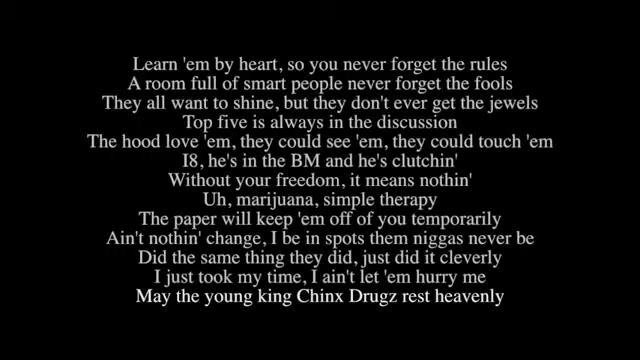 Learn 'em by heart, so you never forget the rules
A room full of smart people never forget the fools
They all want to shine, but they don't ever get the jewels
Top five is always in the discussion
The hood love 'em, they could see 'em, they could touch 'em
I8, he's in the BM and he's clutchin'
Without your freedom, it means nothin'
Uh, marijuana, simple therapy
The paper will keep 'em off of you temporarily
Ain't nothin' change, I be in spots them niggas never be
Did the same thing they did, just did it cleverly
I just took my time, I ain't let 'em hurry me
May the young king Chinx Drugz rest heavenly